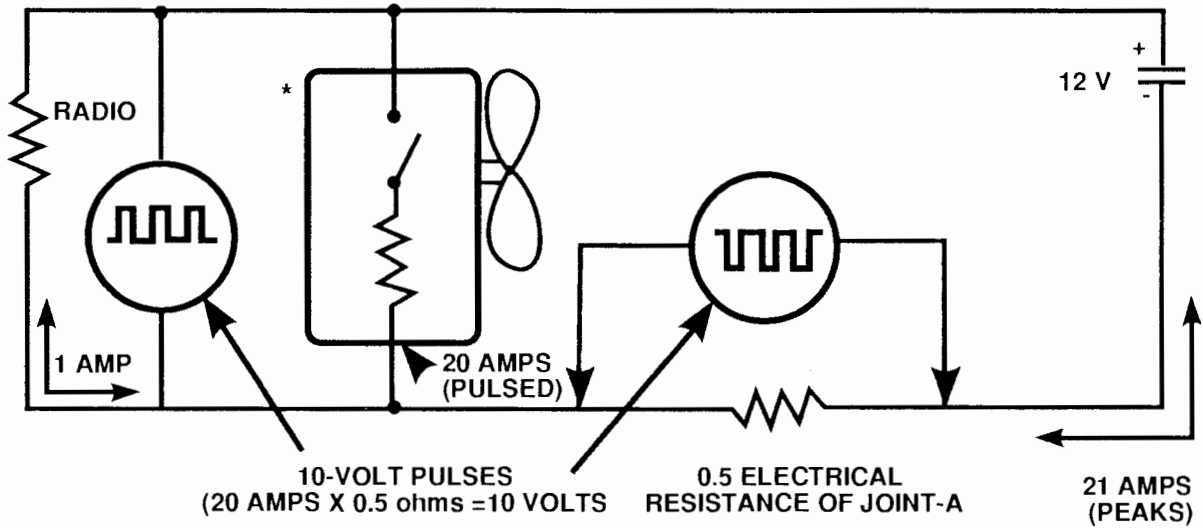 *
12 V
+
-
RADIO
1 AMP
20 AMPS
(PULSED)
10-VOLT PULSES
(20 AMPS X 0.5 ohms =10 VOLTS
0.5 ELECTRICAL
RESISTANCE OF JOINT-A
21 AMPS
(PEAKS)